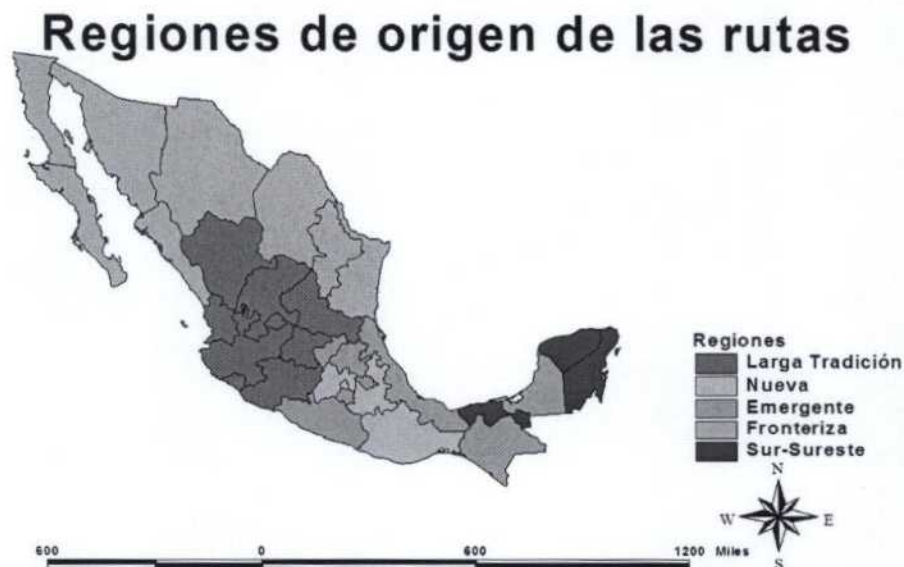 Regiones de origen de las rutas
Regiones
Larga Tradición
Nueva
Emergente
Fronteriza
Sur-Sureste
N
W E
S
600 0 600 1200 Miles